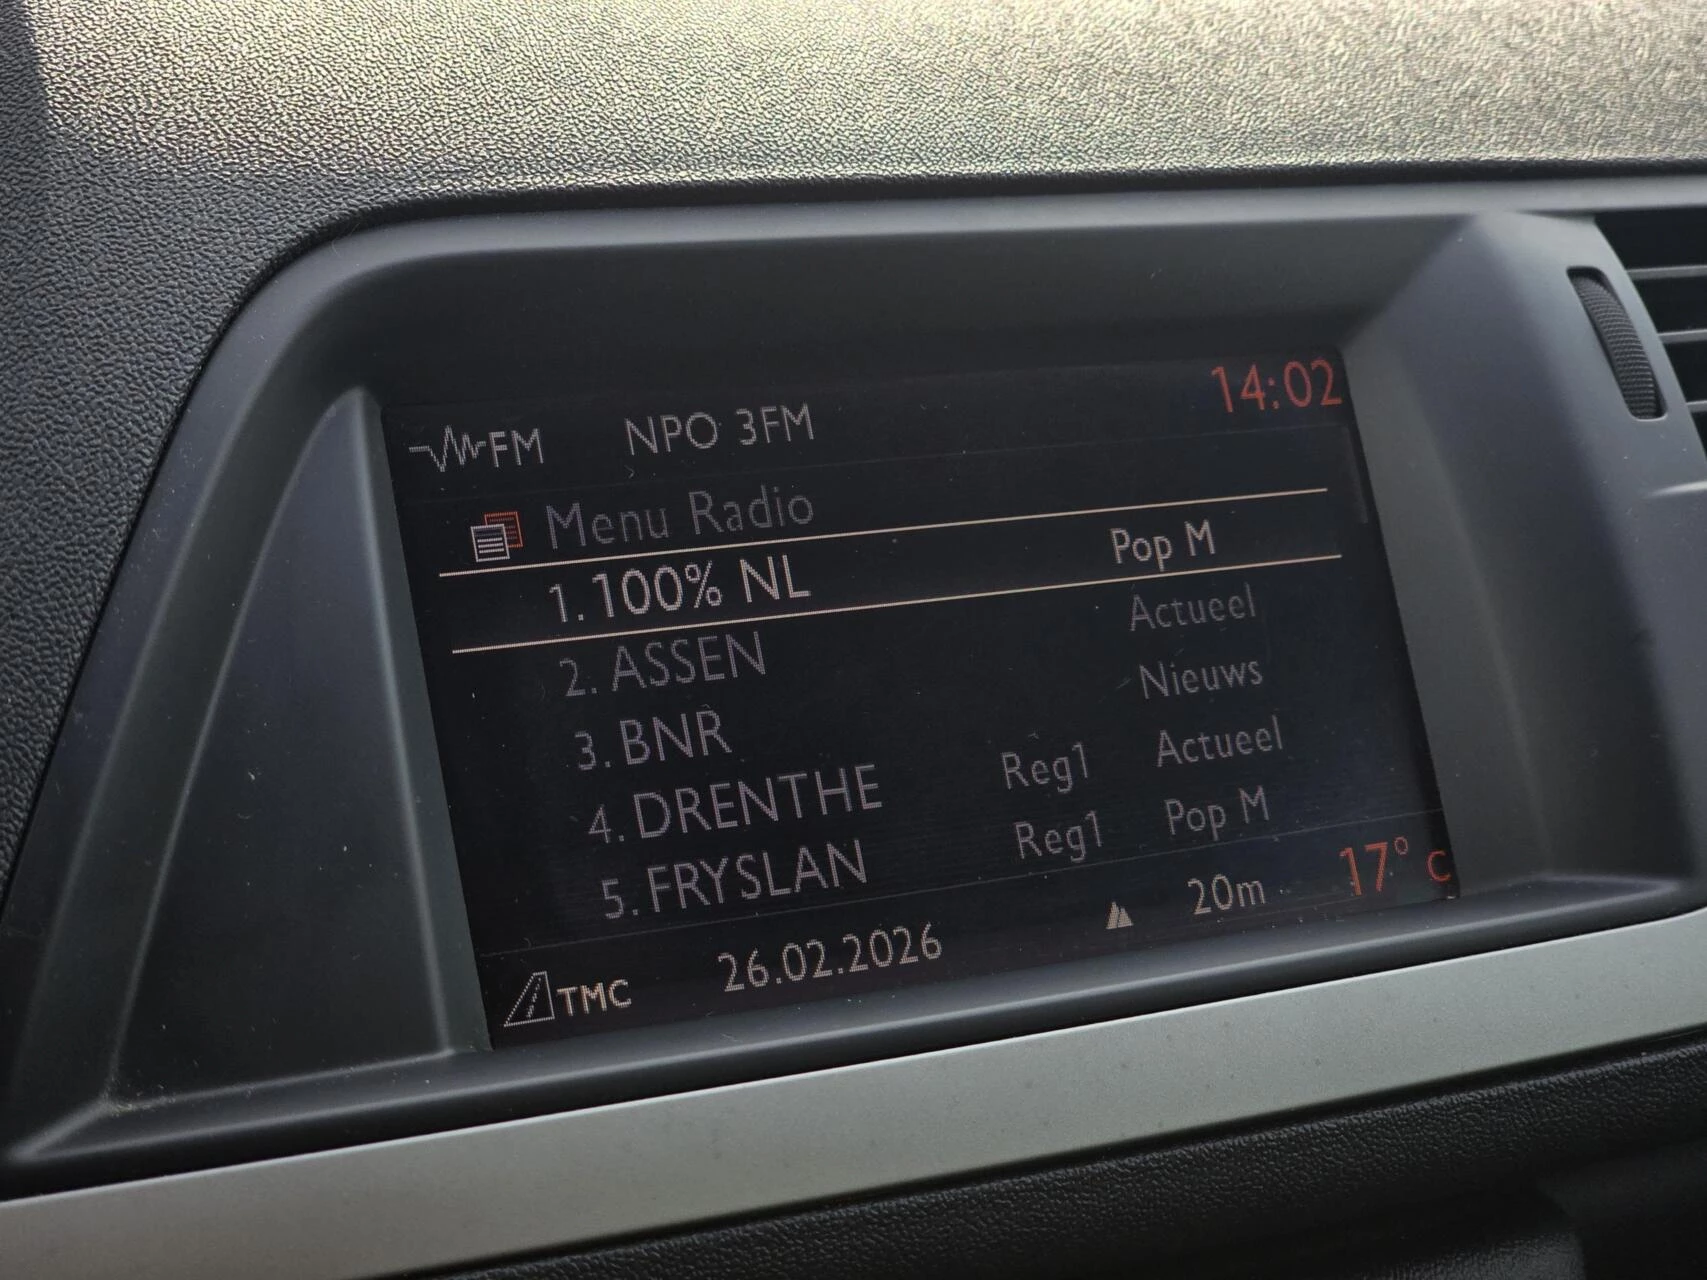 FM NPO 3FM 14:02
Menu Radio
1. 100% NL Pop M
2. ASSEN Actueel
3. BNR Nieuws
4. DRENTHE Reg1 Actueel
5. FRYSLAN Reg1 Pop M
TMC 26.02.2026 20m 17° C